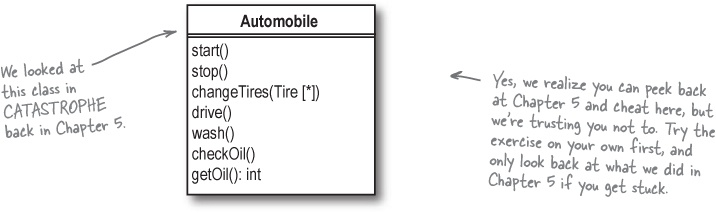 We looked at
this class in
CATASTROPHE
back in Chapter 5.
Automobile
start()
stop()
changeTires(Tire [*])
drive()
wash()
checkOil()
getOil(): int
Yes, we realize you can peek back
at Chapter 5 and cheat here, but
we're trusting you not to. Try the
exercise on your own first, and
only look back at what we did in
Chapter 5 if you get stuck.